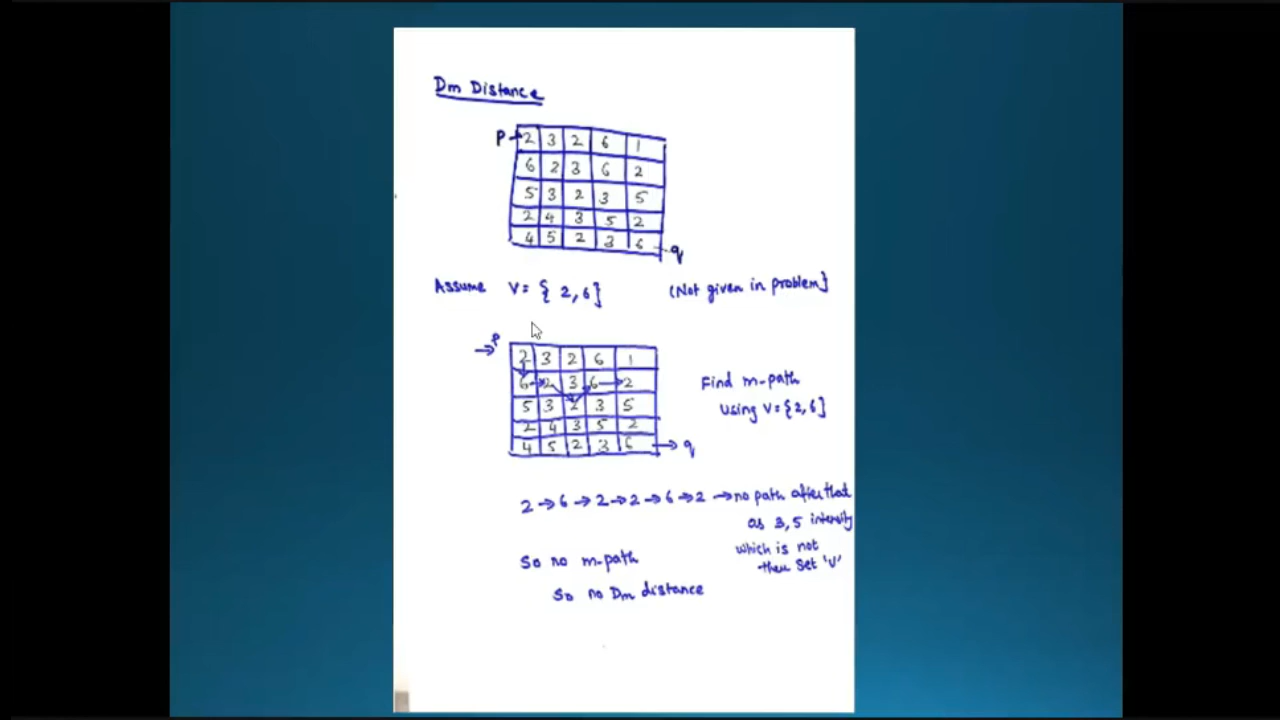 Dm Distance
P → 2 3 2 6 1
6 2 3 6 2
5 3 2 3 5
2 4 3 5 2
4 5 2 3 6 q
Assume V = { 2, 6 } (Not given in problem]
→ P
2 3 2 6 1
6 → 2 3 6 → 2
5 3 2 3 5
2 4 3 5 2
4 5 2 3 6 → q
Find m-path
Using V = {2, 6]
2 → 6 → 2 → 2 → 6 → 2 → no path after that
as 3, 5 intensity
which is not
then set 'V'
So no m-path
So no Dm distance